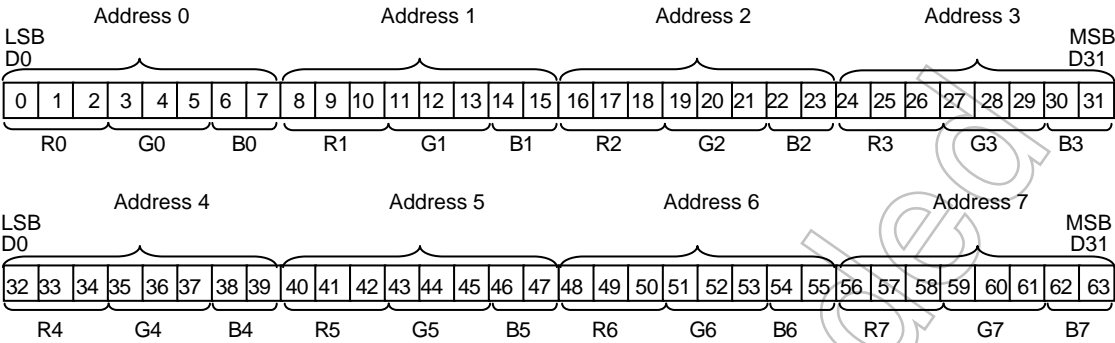 Address 0 Address 1 Address 2 Address 3
LSB MSB
D0 D31
0 1 2 3 4 5 6 7 8 9 10 11 12 13 14 15 16 17 18 19 20 21 22 23 24 25 26 27 28 29 30 31
R0 G0 B0 R1 G1 B1 R2 G2 B2 R3 G3 B3
Address 4 Address 5 Address 6 Address 7
LSB MSB
D0 D31
32 33 34 35 36 37 38 39 40 41 42 43 44 45 46 47 48 49 50 51 52 53 54 55 56 57 58 59 60 61 62 63
R4 G4 B4 R5 G5 B5 R6 G6 B6 R7 G7 B7